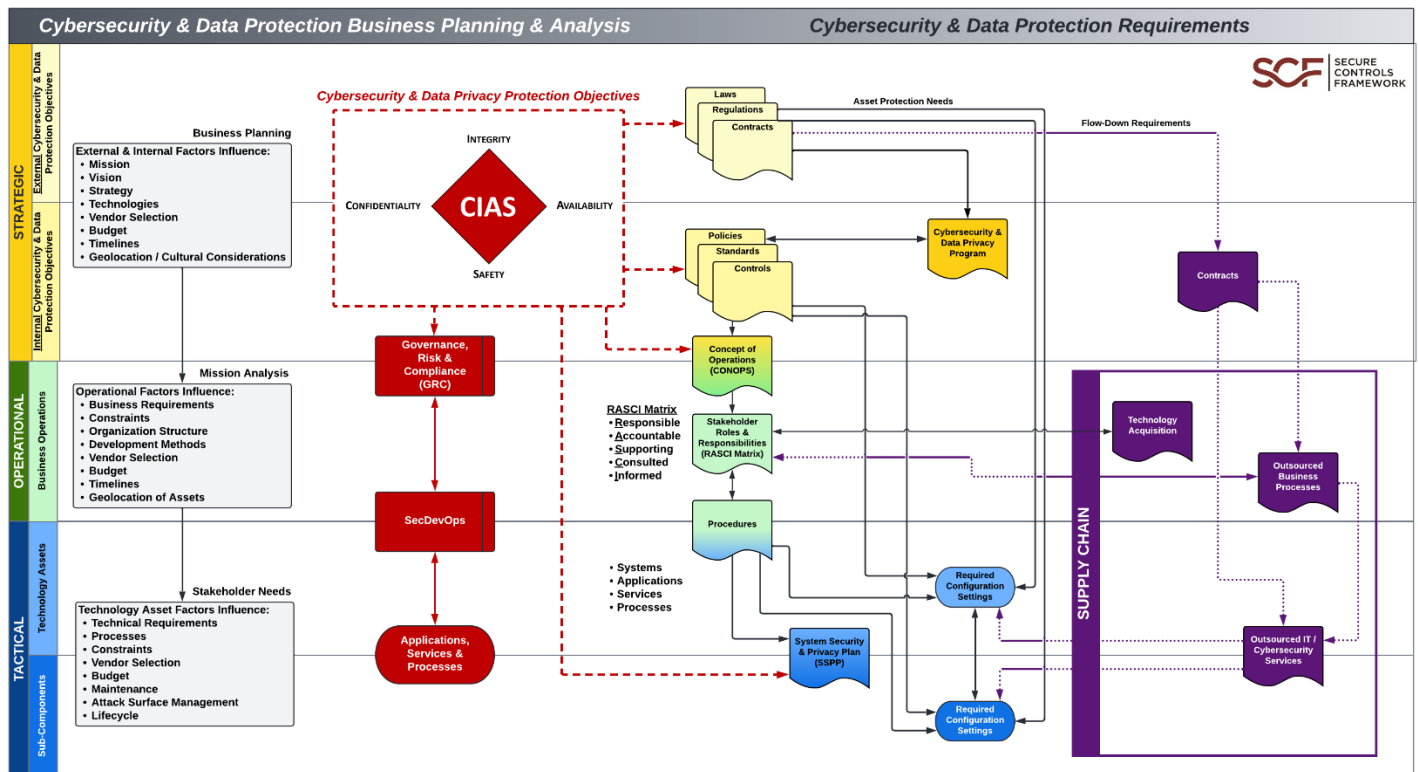 Cybersecurity & Data Protection Business Planning & Analysis
Cybersecurity & Data Protection Requirements
SCF
SECURE
CONTROLS
FRAMEWORK
STRATEGIC
External Cybersecurity & Data
Protection Objectives
Internal Cybersecurity & Data
Protection Objectives
OPERATIONAL
Business Operations
TACTICAL
Technology Assets
Sub-Components
Business Planning
External & Internal Factors Influence:
• Mission
• Vision
• Strategy
• Technologies
• Vendor Selection
• Budget
• Timelines
• Geolocation / Cultural Considerations
Mission Analysis
Operational Factors Influence:
• Business Requirements
• Constraints
• Organization Structure
• Development Methods
• Vendor Selection
• Budget
• Timelines
• Geolocation of Assets
Stakeholder Needs
Technology Asset Factors Influence:
• Technical Requirements
• Processes
• Constraints
• Vendor Selection
• Budget
• Maintenance
• Attack Surface Management
• Lifecycle
Cybersecurity & Data Privacy Protection Objectives
INTEGRITY
CONFIDENTIALITY
CIAS
AVAILABILITY
SAFETY
Governance,
Risk &
Compliance
(GRC)
SecDevOps
Applications,
Services &
Processes
Laws
Regulations
Contracts
Asset Protection Needs
Flow-Down Requirements
Policies
Standards
Controls
Cybersecurity &
Data Privacy
Program
Contracts
Concept of
Operations
(CONOPS)
RASCI Matrix
• Responsible
• Accountable
• Supporting
• Consulted
• Informed
Stakeholder
Roles &
Responsibilities
(RASCI Matrix)
Procedures
• Systems
• Applications
• Services
• Processes
System Security
& Privacy Plan
(SSPP)
Required
Configuration
Settings
Required
Configuration
Settings
SUPPLY CHAIN
Technology
Acquisition
Outsourced
Business
Processes
Outsourced IT /
Cybersecurity
Services